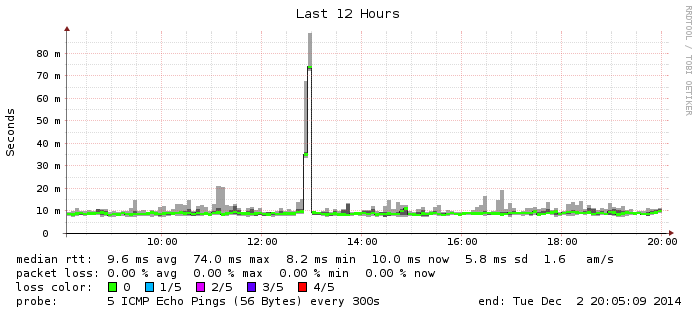 Last 12 Hours
RRDTOOL / TOBI OETIKER
Seconds
80 m
70 m
60 m
50 m
40 m
30 m
20 m
10 m
0
10:00 12:00 14:00 16:00 18:00 20:00
median rtt: 9.6 ms avg 74.0 ms max 8.2 ms min 10.0 ms now 5.8 ms sd 1.6 am/s
packet loss: 0.00 % avg 0.00 % max 0.00 % min 0.00 % now
loss color: 0 1/5 2/5 3/5 4/5
probe: 5 ICMP Echo Pings (56 Bytes) every 300s end: Tue Dec 2 20:05:09 2014